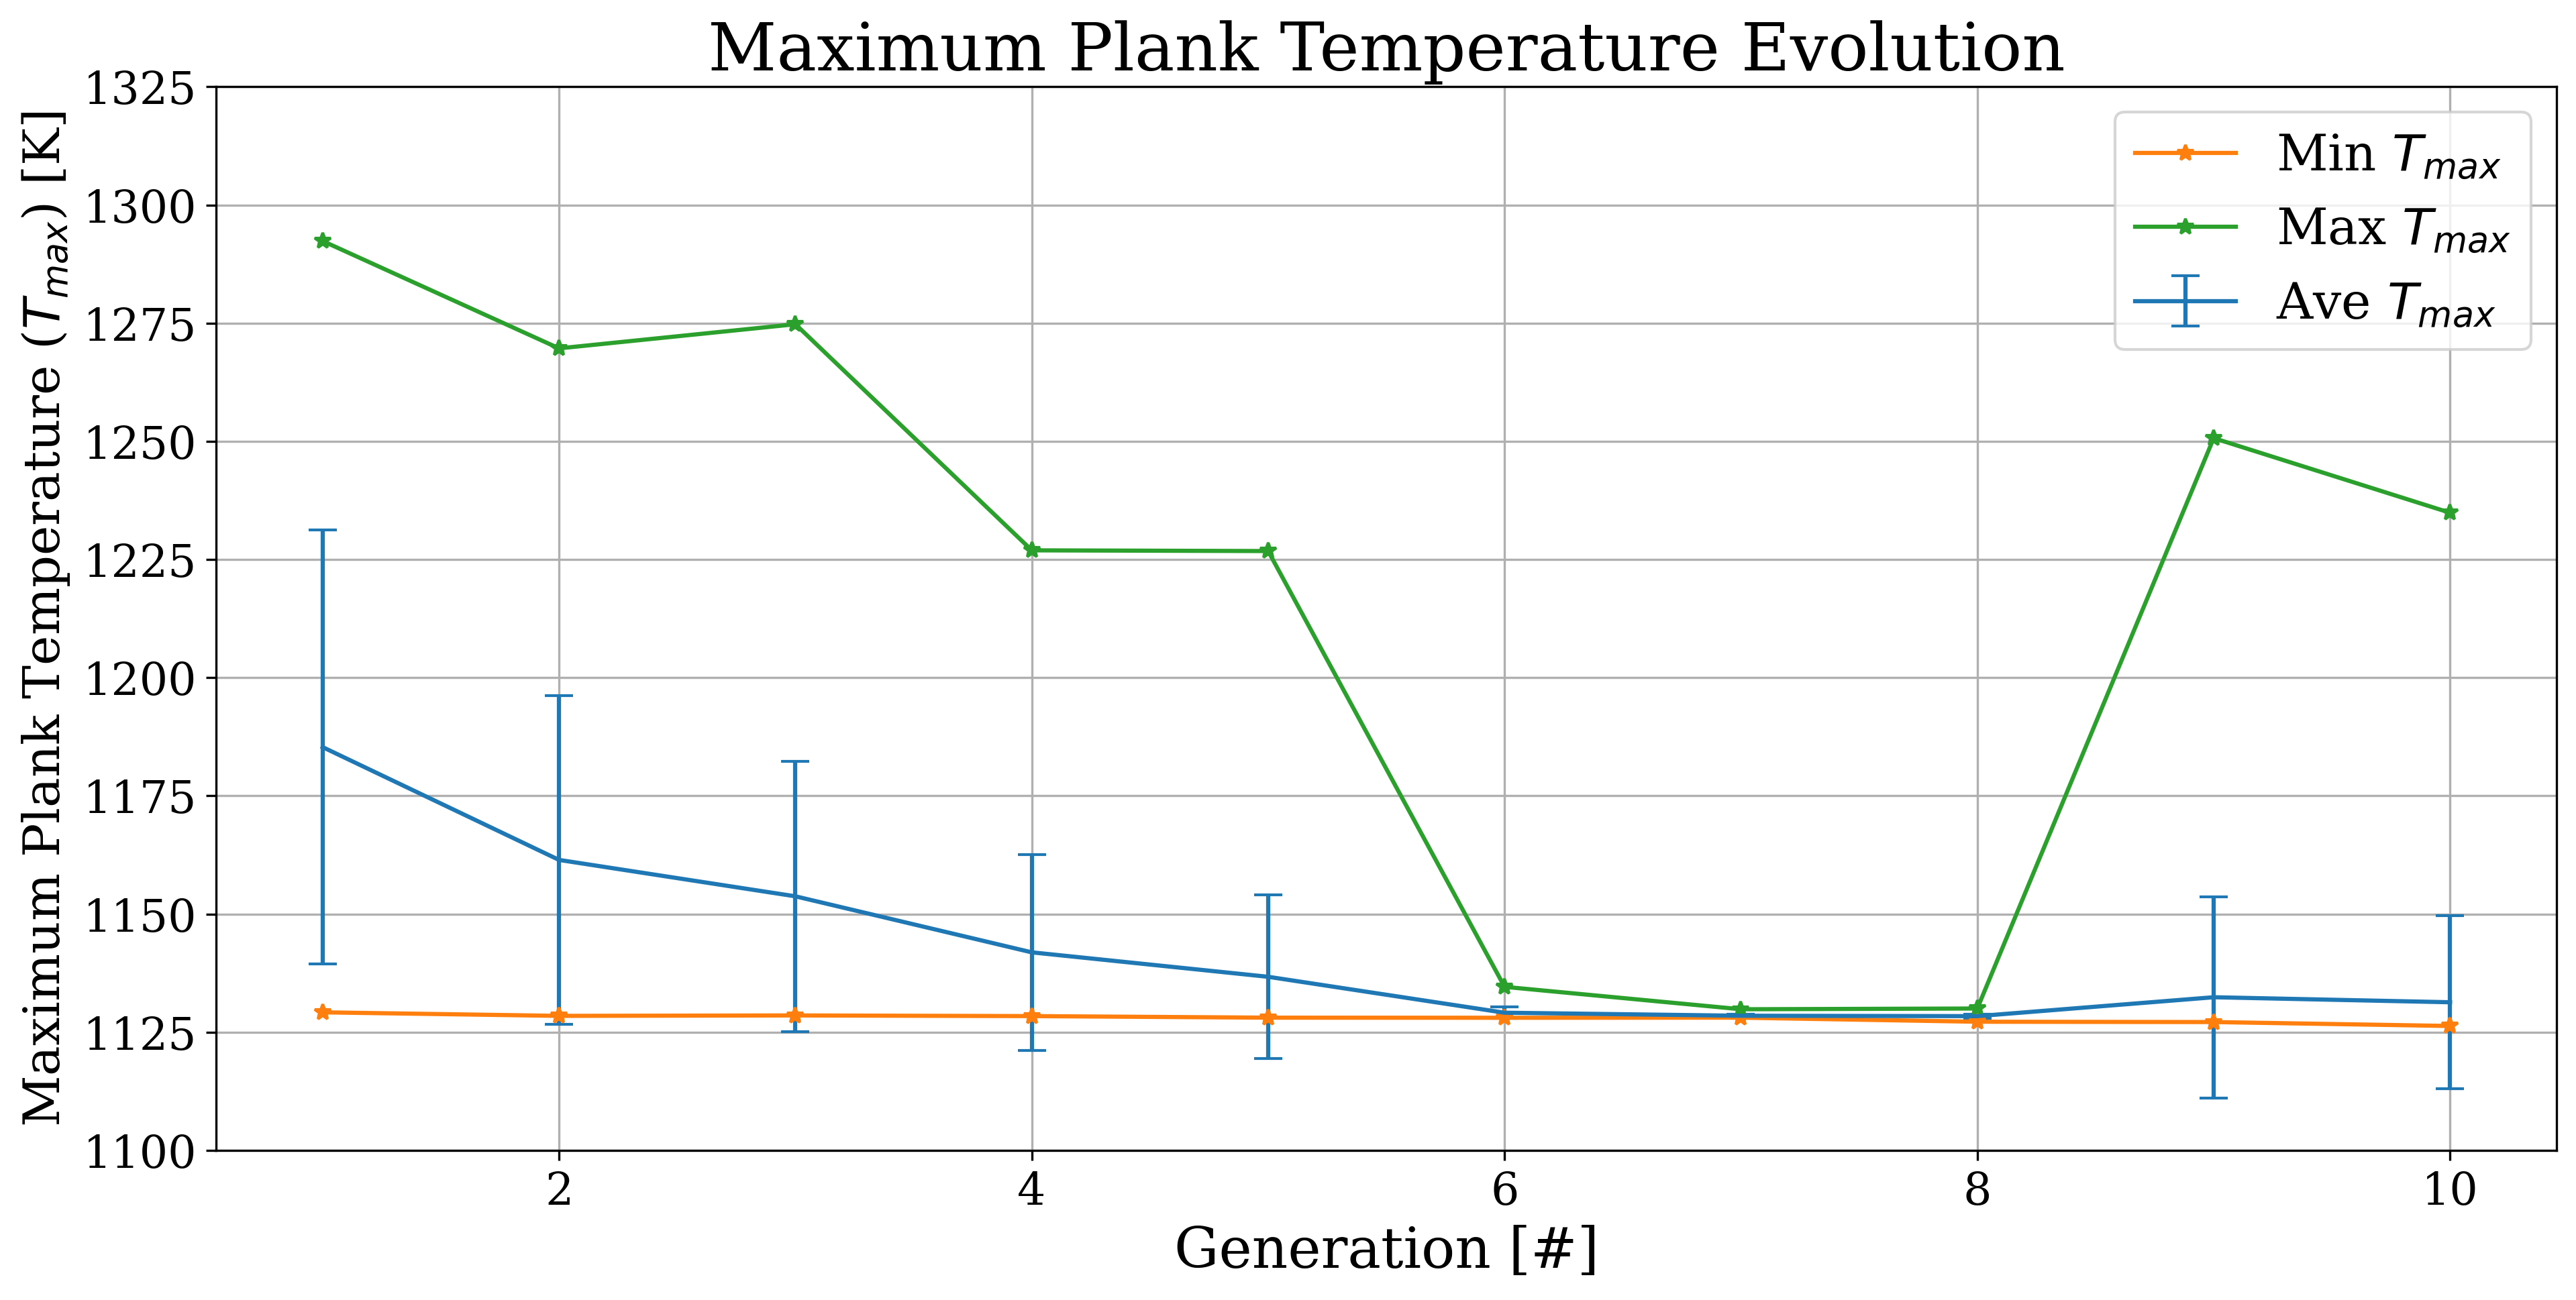 Maximum Plank Temperature Evolution
Maximum Plank Temperature (T_max) [K]
1325
1300
1275
1250
1225
1200
1175
1150
1125
1100
Min T_max
Max T_max
Ave T_max
2 4 6 8 10
Generation [#]